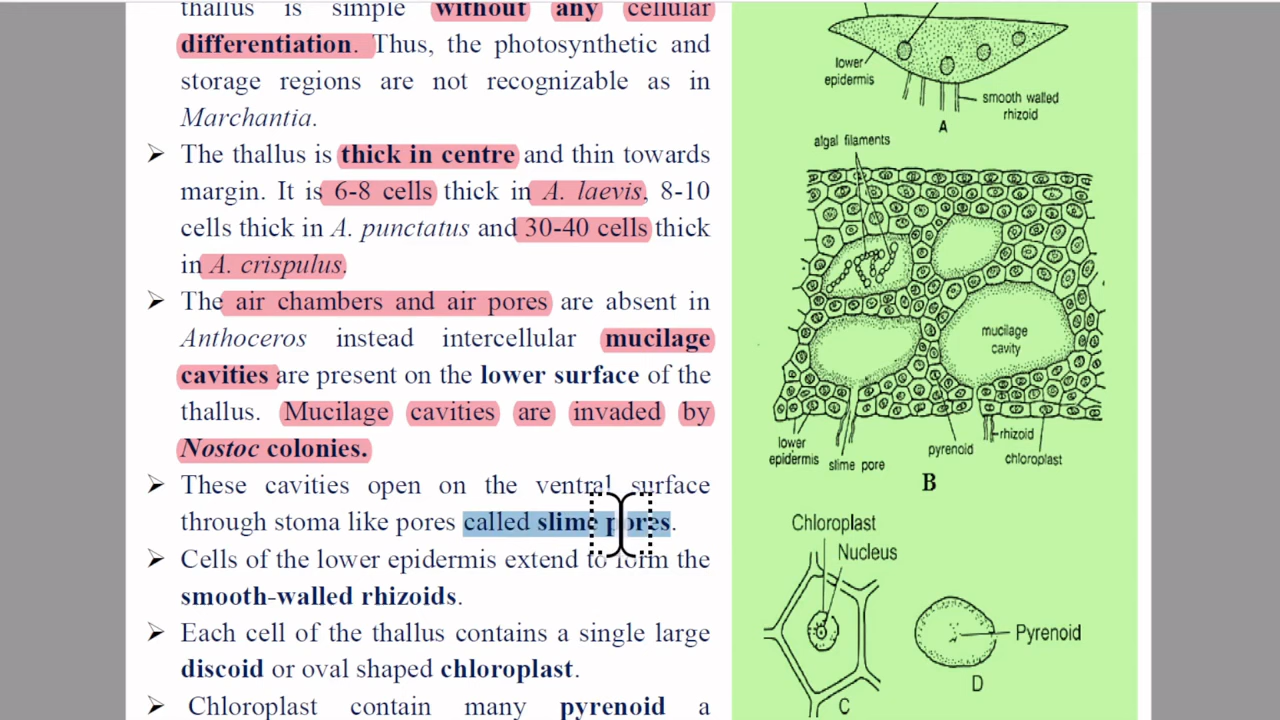 thallus is simple without any cellular
differentiation. Thus, the photosynthetic and
storage regions are not recognizable as in
Marchantia.
➢ The thallus is thick in centre and thin towards
margin. It is 6-8 cells thick in A. laevis, 8-10
cells thick in A. punctatus and 30-40 cells thick
in A. crispulus.
➢ The air chambers and air pores are absent in
Anthoceros instead intercellular mucilage
cavities are present on the lower surface of the
thallus. Mucilage cavities are invaded by
Nostoc colonies.
➢ These cavities open on the ventral surface
through stoma like pores called slime pores.
➢ Cells of the lower epidermis extend to form the
smooth-walled rhizoids.
➢ Each cell of the thallus contains a single large
discoid or oval shaped chloroplast.
➢ Chloroplast contain many pyrenoid a
lower
epidermis
smooth walled
rhizoid
A
algal filaments
mucilage
cavity
lower
epidermis
slime pore
pyrenoid
rhizoid
chloroplast
B
Chloroplast
Nucleus
C
Pyrenoid
D